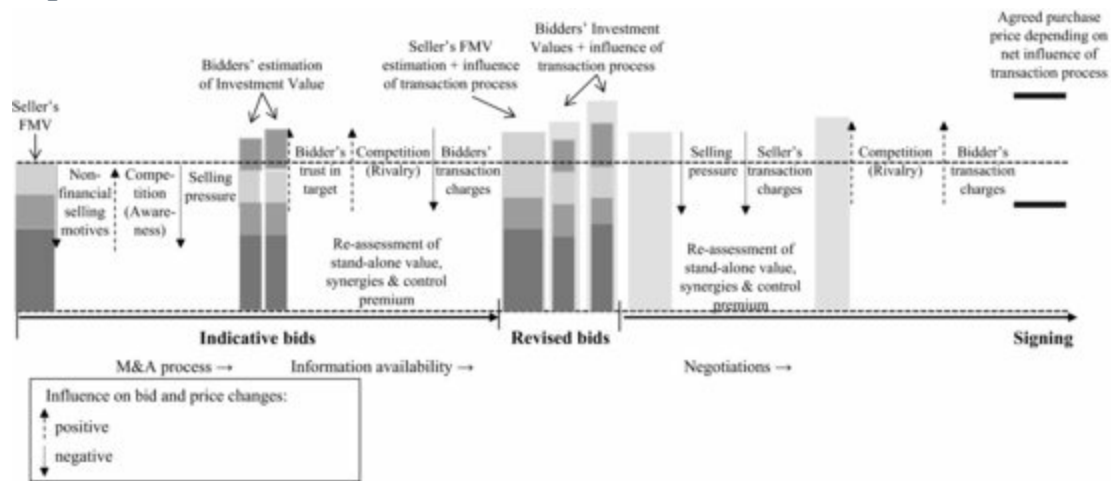 Seller's
FMV
Bidders' estimation
of Investment Value
Seller's FMV
estimation + influence
of transaction process
Bidders' Investment
Values + influence of
transaction process
Agreed purchase
price depending on
net influence of
transaction process
Non-
financial
selling
motives
Compe-
tition
(Aware-
ness)
Selling
pressure
Bidder's
trust in
target
Competition
(Rivalry)
Bidders'
transaction
charges
Re-assessment of
stand-alone value,
synergies & control
premium
Selling
pressure
Seller's
transaction
charges
Re-assessment of
stand-alone value,
synergies & control
premium
Competition
(Rivalry)
Bidder's
transaction
charges
Indicative bids
Revised bids
Signing
M&A process →
Information availability →
Negotiations →
Influence on bid and price changes:
positive
negative